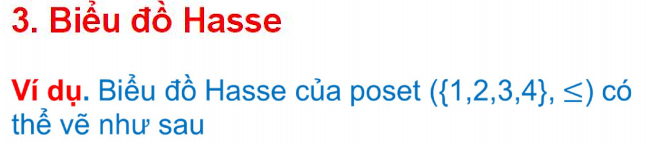 3. Biểu đồ Hasse
Ví dụ. Biểu đồ Hasse của poset ({1,2,3,4}, ≤) có
thể vẽ như sau